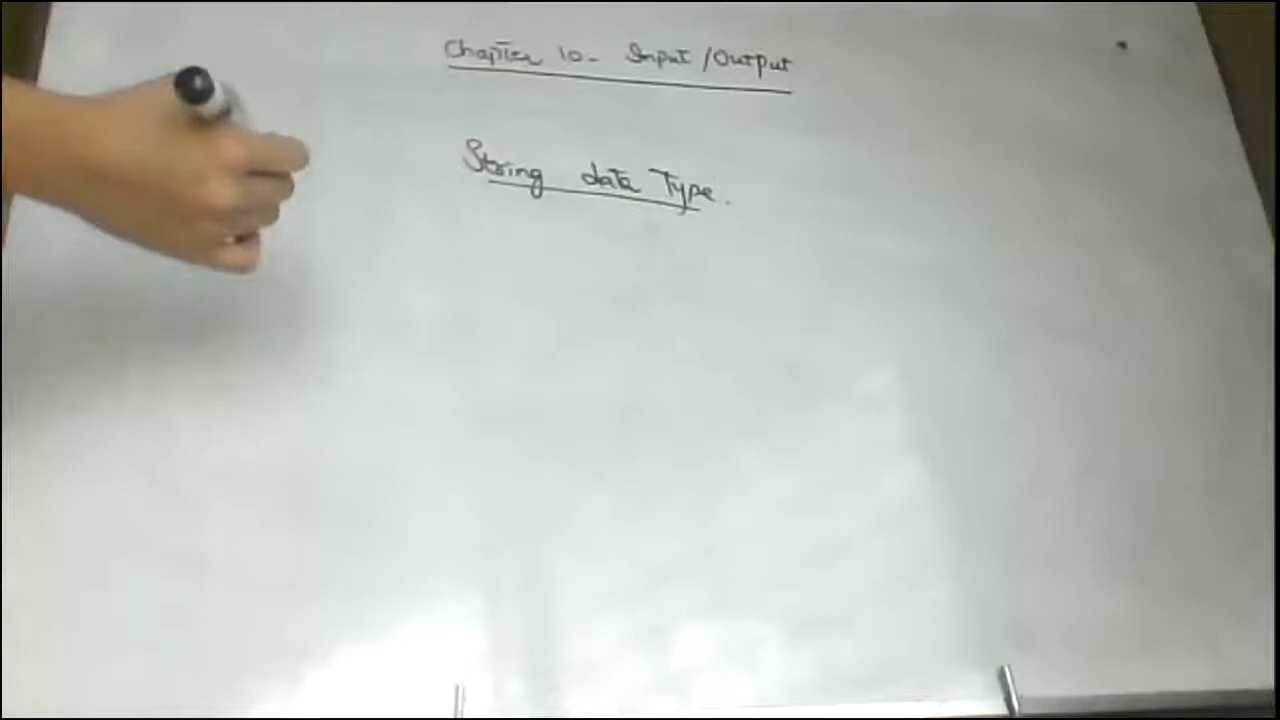 Chapter 10- Input/Output
String data Type.